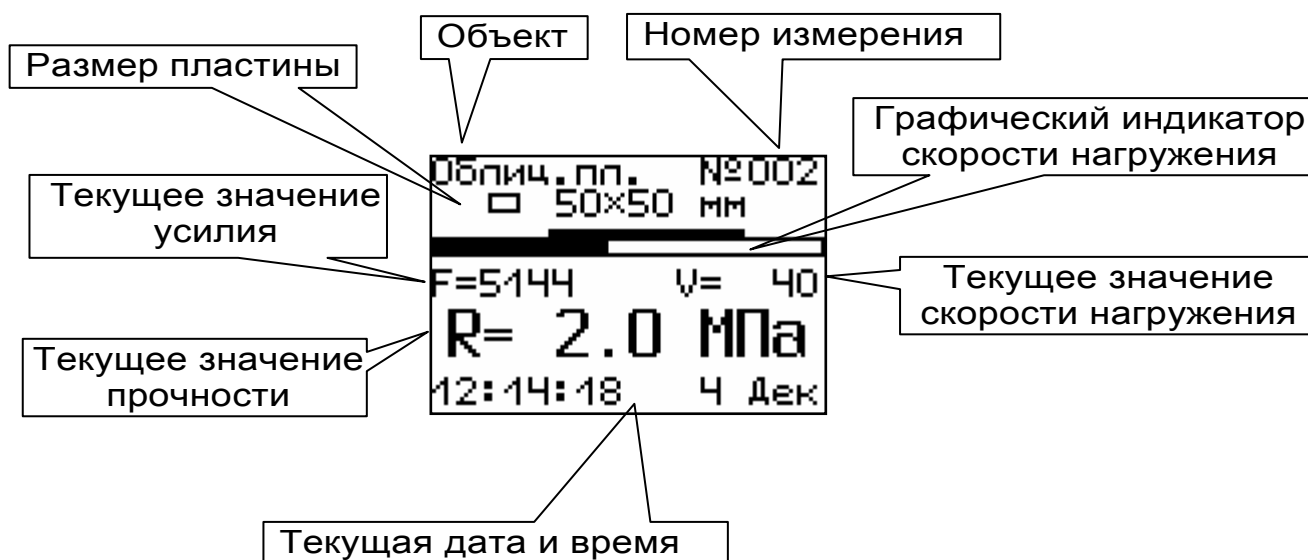 Объект
Номер измерения
Размер пластины
Графический индикатор
скорости нагружения
Текущее значение
усилия
Облиц.пл. №002
50×50 мм
F=5144 V= 40
R= 2.0 МПа
12:14:18 4 Дек
Текущее значение
скорости нагружения
Текущее значение
прочности
Текущая дата и время